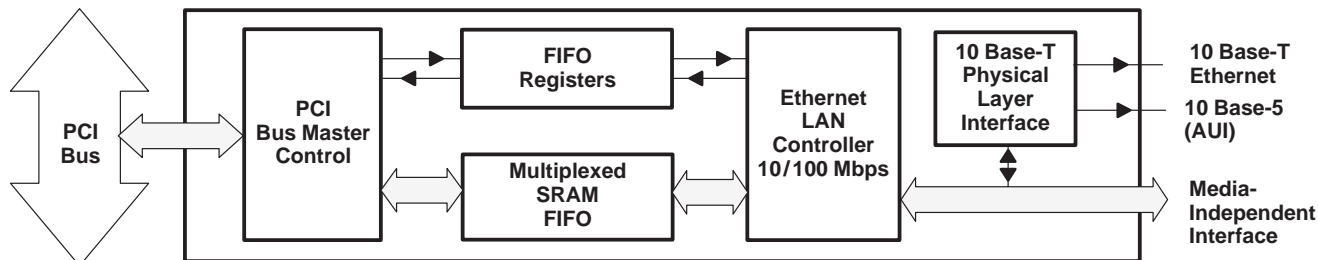 PCI
Bus
PCI
Bus Master
Control
FIFO
Registers
Multiplexed
SRAM
FIFO
Ethernet
LAN
Controller
10/100 Mbps
10 Base-T
Physical
Layer
Interface
10 Base-T
Ethernet
10 Base-5
(AUI)
Media-
Independent
Interface